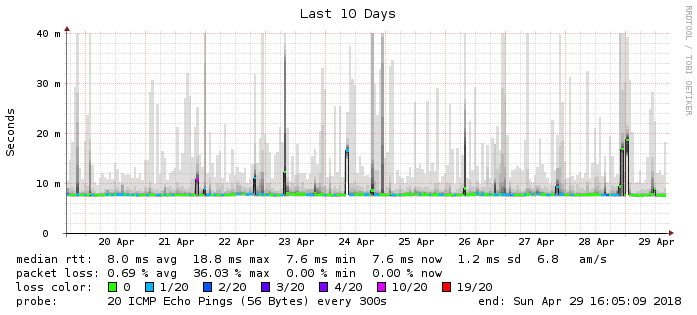 Last 10 Days
RRDTOOL / TOBI OETIKER
Seconds
40 m
30 m
20 m
10 m
0
20 Apr 21 Apr 22 Apr 23 Apr 24 Apr 25 Apr 26 Apr 27 Apr 28 Apr 29 Apr
median rtt: 8.0 ms avg 18.8 ms max 7.6 ms min 7.6 ms now 1.2 ms sd 6.8 am/s
packet loss: 0.69 % avg 36.03 % max 0.00 % min 0.00 % now
loss color: 0 1/20 2/20 3/20 4/20 10/20 19/20
probe: 20 ICMP Echo Pings (56 Bytes) every 300s end: Sun Apr 29 16:05:09 2018